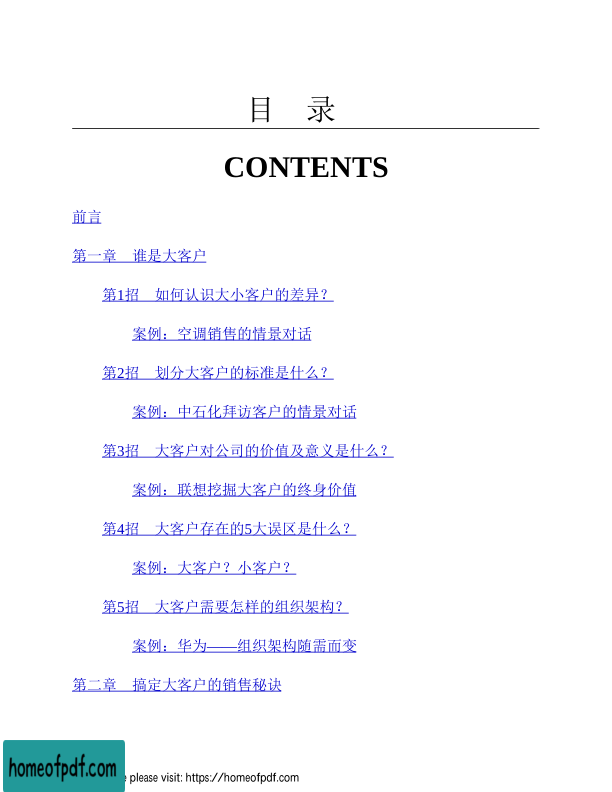 目 录
CONTENTS
前言
第一章 谁是大客户
第1招 如何认识大小客户的差异？
案例：空调销售的情景对话
第2招 划分大客户的标准是什么？
案例：中石化拜访客户的情景对话
第3招 大客户对公司的价值及意义是什么？
案例：联想挖掘大客户的终身价值
第4招 大客户存在的5大误区是什么？
案例：大客户？小客户？
第5招 大客户需要怎样的组织架构？
案例：华为——组织架构随需而变
第二章 搞定大客户的销售秘诀
homeofpdf.com
please visit: https://homeofpdf.com